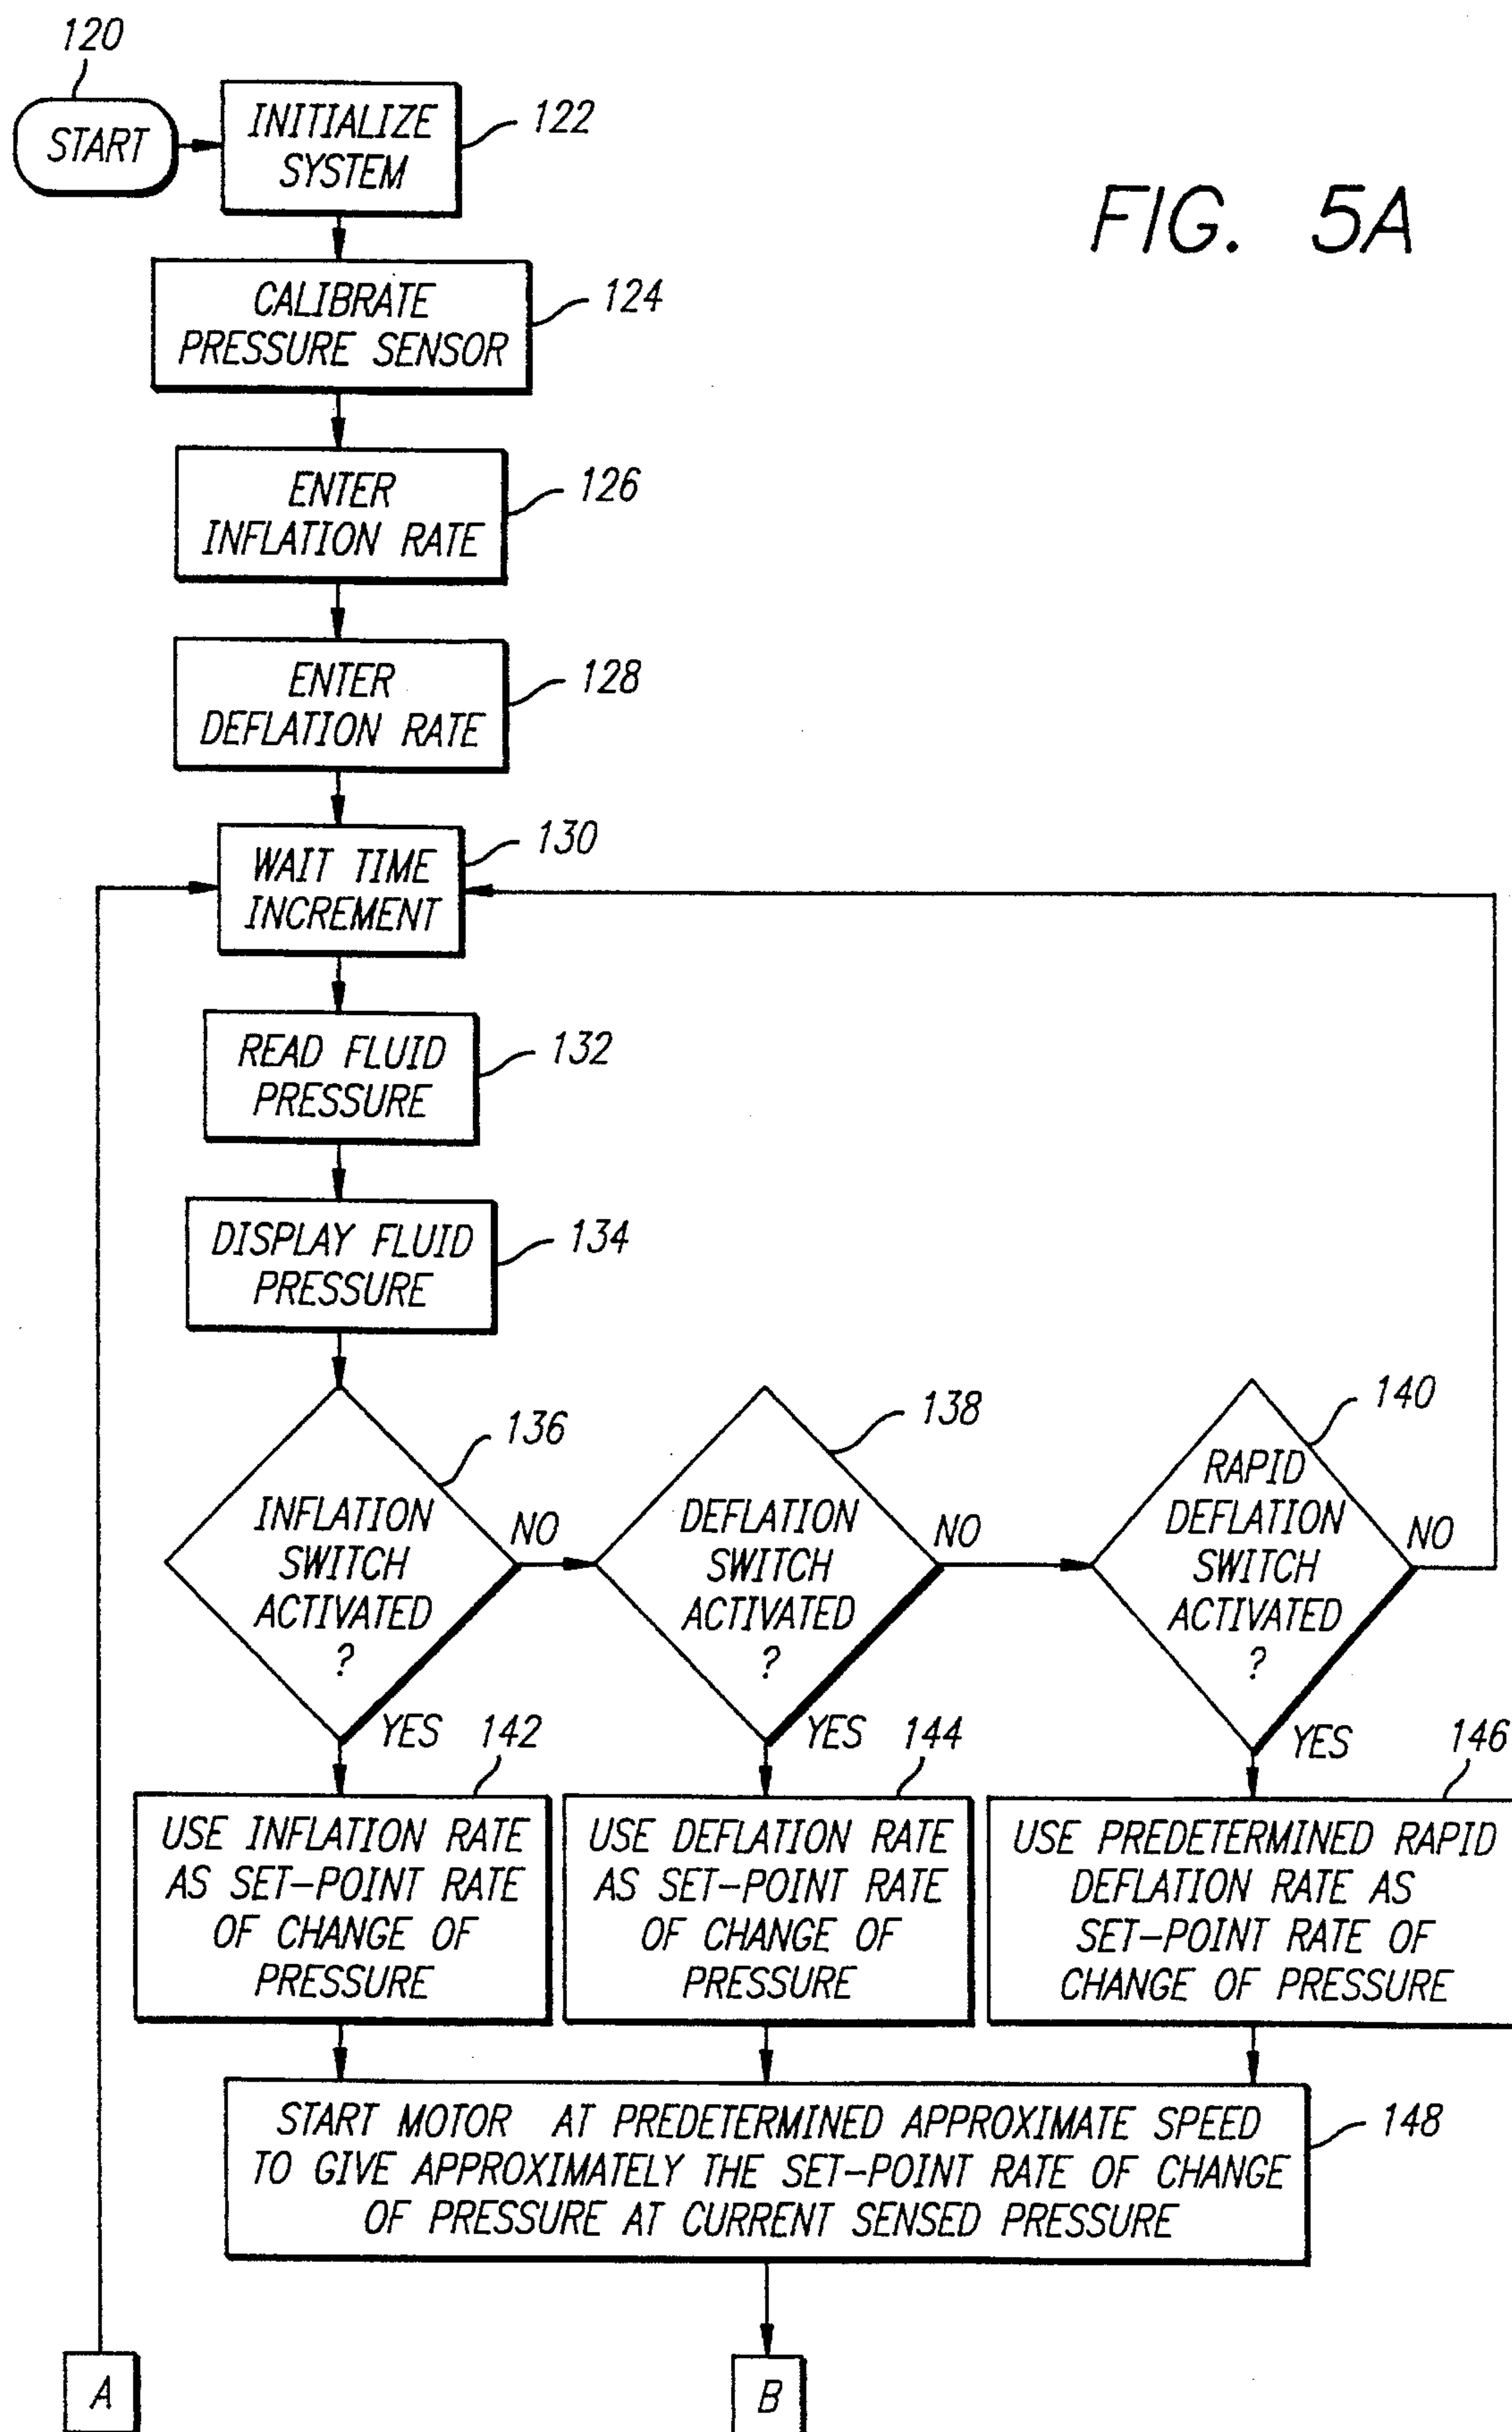 120
START
INITIALIZE
SYSTEM
122
FIG. 5A
CALIBRATE
PRESSURE SENSOR
124
ENTER
INFLATION RATE
126
ENTER
DEFLATION RATE
128
WAIT TIME
INCREMENT
130
READ FLUID
PRESSURE
132
DISPLAY FLUID
PRESSURE
134
INFLATION
SWITCH
ACTIVATED
?
136
NO
YES
DEFLATION
SWITCH
ACTIVATED
?
138
NO
YES
RAPID
DEFLATION
SWITCH
ACTIVATED
?
140
NO
YES
142
USE INFLATION RATE
AS SET-POINT RATE
OF CHANGE OF
PRESSURE
144
USE DEFLATION RATE
AS SET-POINT RATE
OF CHANGE OF
PRESSURE
146
USE PREDETERMINED RAPID
DEFLATION RATE AS
SET-POINT RATE OF
CHANGE OF PRESSURE
START MOTOR AT PREDETERMINED APPROXIMATE SPEED
TO GIVE APPROXIMATELY THE SET-POINT RATE OF CHANGE
OF PRESSURE AT CURRENT SENSED PRESSURE
148
A
B